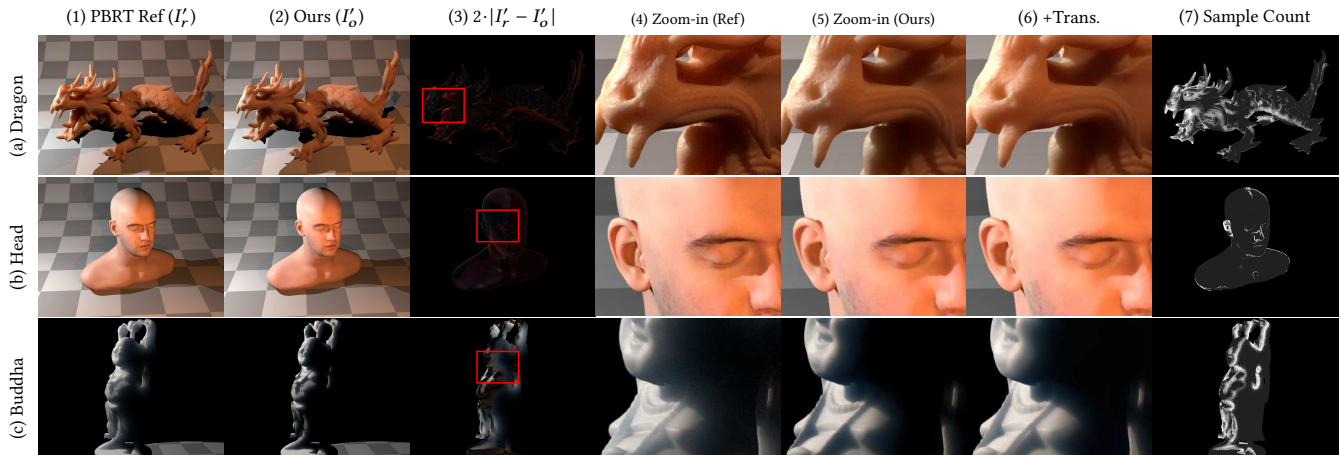 (1) PBRT Ref (I′ᵣ) (2) Ours (I′ₒ) (3) 2·|I′ᵣ − I′ₒ| (4) Zoom-in (Ref) (5) Zoom-in (Ours) (6) +Trans. (7) Sample Count
(a) Dragon
(b) Head
(c) Buddha